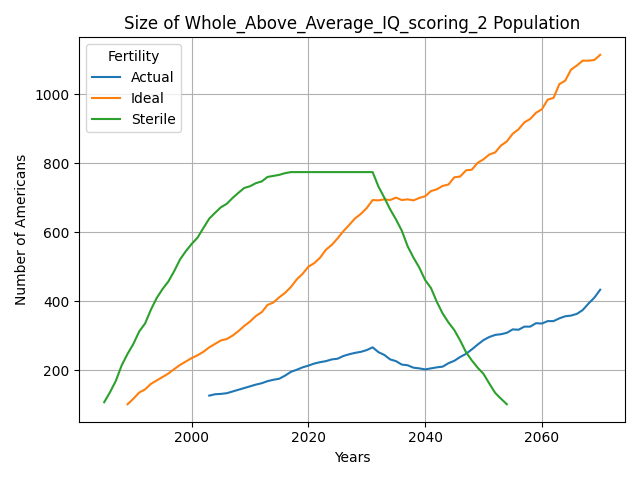 Size of Whole_Above_Average_IQ_scoring_2 Population
Fertility
Actual
Ideal
Sterile
Number of Americans
1000
800
600
400
200
2000
2020
2040
2060
Years